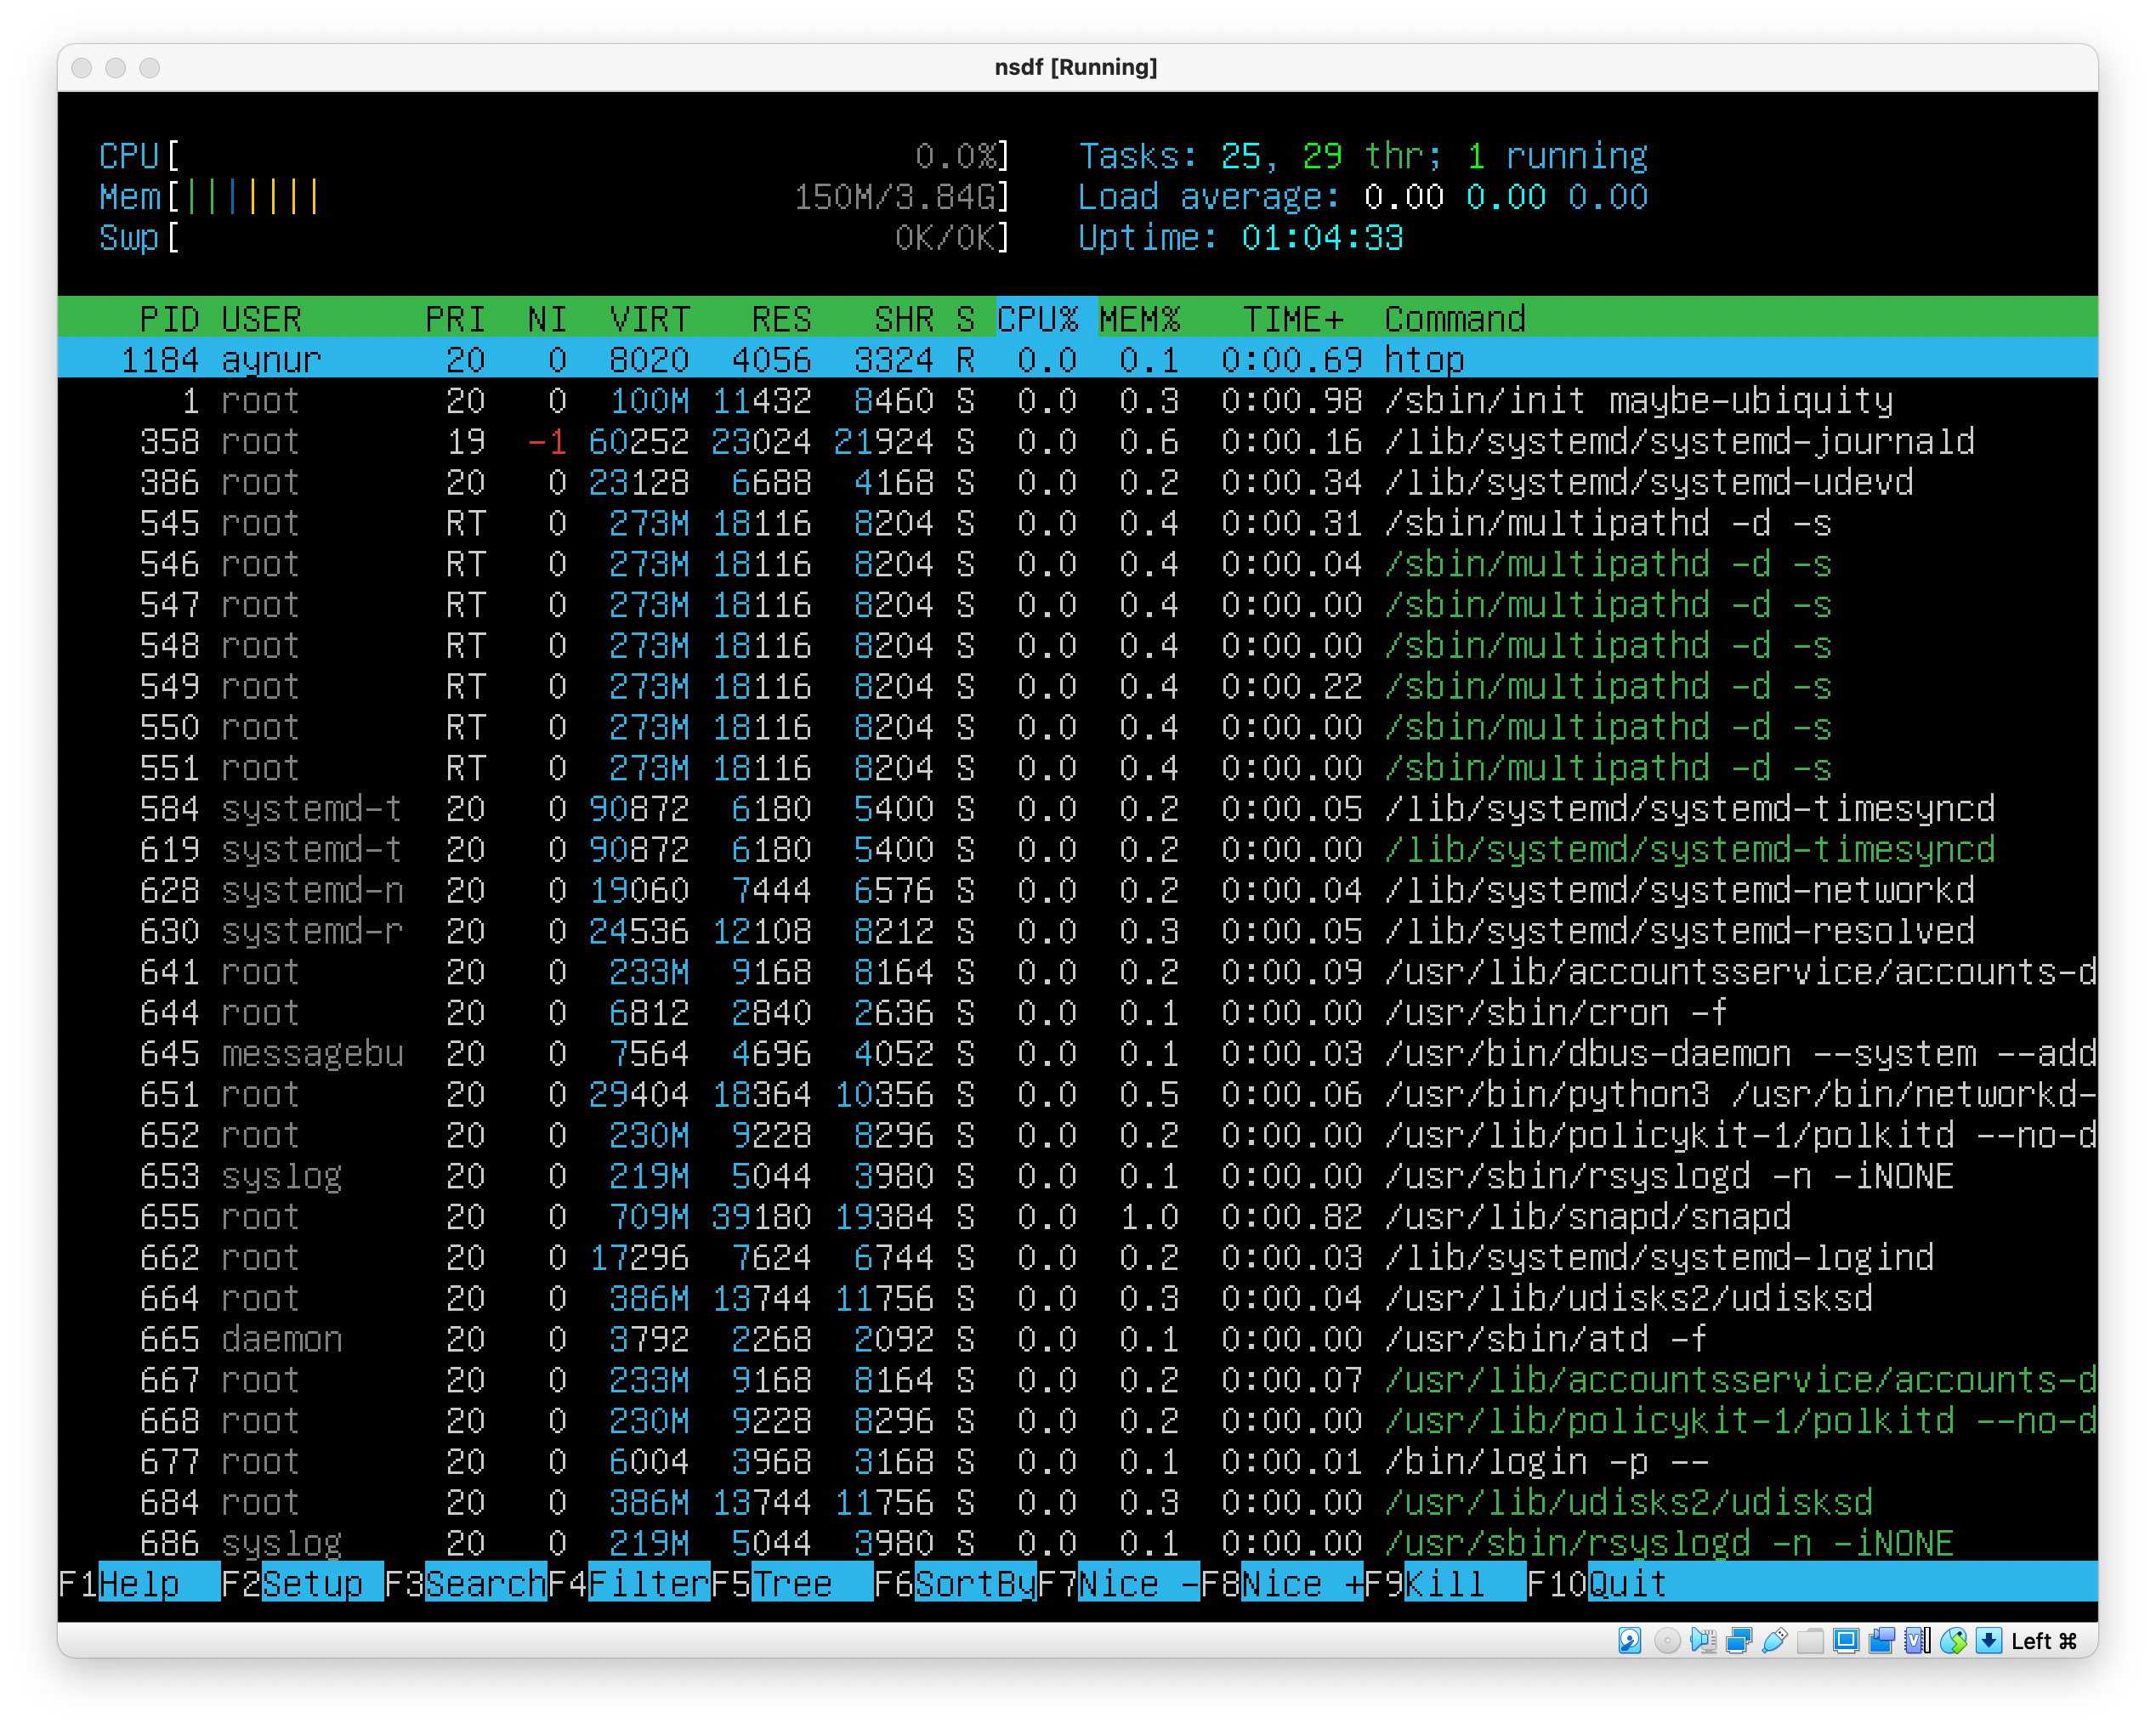 nsdf [Running]
CPU[ 0.0%] Tasks: 25, 29 thr; 1 running
Mem[||||||| 150M/3.84G] Load average: 0.00 0.00 0.00
Swp[ 0K/0K] Uptime: 01:04:33
PID USER PRI NI VIRT RES SHR S CPU% MEM% TIME+ Command
1184 aynur 20 0 8020 4056 3324 R 0.0 0.1 0:00.69 htop
1 root 20 0 100M 11432 8460 S 0.0 0.3 0:00.98 /sbin/init maybe-ubiquity
358 root 19 -1 60252 23024 21924 S 0.0 0.6 0:00.16 /lib/systemd/systemd-journald
386 root 20 0 23128 6688 4168 S 0.0 0.2 0:00.34 /lib/systemd/systemd-udevd
545 root RT 0 273M 18116 8204 S 0.0 0.4 0:00.31 /sbin/multipathd -d -s
546 root RT 0 273M 18116 8204 S 0.0 0.4 0:00.04 /sbin/multipathd -d -s
547 root RT 0 273M 18116 8204 S 0.0 0.4 0:00.00 /sbin/multipathd -d -s
548 root RT 0 273M 18116 8204 S 0.0 0.4 0:00.00 /sbin/multipathd -d -s
549 root RT 0 273M 18116 8204 S 0.0 0.4 0:00.22 /sbin/multipathd -d -s
550 root RT 0 273M 18116 8204 S 0.0 0.4 0:00.00 /sbin/multipathd -d -s
551 root RT 0 273M 18116 8204 S 0.0 0.4 0:00.00 /sbin/multipathd -d -s
584 systemd-t 20 0 90872 6180 5400 S 0.0 0.2 0:00.05 /lib/systemd/systemd-timesyncd
619 systemd-t 20 0 90872 6180 5400 S 0.0 0.2 0:00.00 /lib/systemd/systemd-timesyncd
628 systemd-n 20 0 19060 7444 6576 S 0.0 0.2 0:00.04 /lib/systemd/systemd-networkd
630 systemd-r 20 0 24536 12108 8212 S 0.0 0.3 0:00.05 /lib/systemd/systemd-resolved
641 root 20 0 233M 9168 8164 S 0.0 0.2 0:00.09 /usr/lib/accountsservice/accounts-d
644 root 20 0 6812 2840 2636 S 0.0 0.1 0:00.00 /usr/sbin/cron -f
645 messagebu 20 0 7564 4696 4052 S 0.0 0.1 0:00.03 /usr/bin/dbus-daemon --system --add
651 root 20 0 29404 18364 10356 S 0.0 0.5 0:00.06 /usr/bin/python3 /usr/bin/networkd-
652 root 20 0 230M 9228 8296 S 0.0 0.2 0:00.00 /usr/lib/policykit-1/polkitd --no-d
653 syslog 20 0 219M 5044 3980 S 0.0 0.1 0:00.00 /usr/sbin/rsyslogd -n -iNONE
655 root 20 0 709M 39180 19384 S 0.0 1.0 0:00.82 /usr/lib/snapd/snapd
662 root 20 0 17296 7624 6744 S 0.0 0.2 0:00.03 /lib/systemd/systemd-logind
664 root 20 0 386M 13744 11756 S 0.0 0.3 0:00.04 /usr/lib/udisks2/udisksd
665 daemon 20 0 3792 2268 2092 S 0.0 0.1 0:00.00 /usr/sbin/atd -f
667 root 20 0 233M 9168 8164 S 0.0 0.2 0:00.07 /usr/lib/accountsservice/accounts-d
668 root 20 0 230M 9228 8296 S 0.0 0.2 0:00.00 /usr/lib/policykit-1/polkitd --no-d
677 root 20 0 6004 3968 3168 S 0.0 0.1 0:00.01 /bin/login -p --
684 root 20 0 386M 13744 11756 S 0.0 0.3 0:00.00 /usr/lib/udisks2/udisksd
686 syslog 20 0 219M 5044 3980 S 0.0 0.1 0:00.00 /usr/sbin/rsyslogd -n -iNONE
F1Help F2Setup F3SearchF4FilterF5Tree F6SortByF7Nice -F8Nice +F9Kill F10Quit
Left ⌘